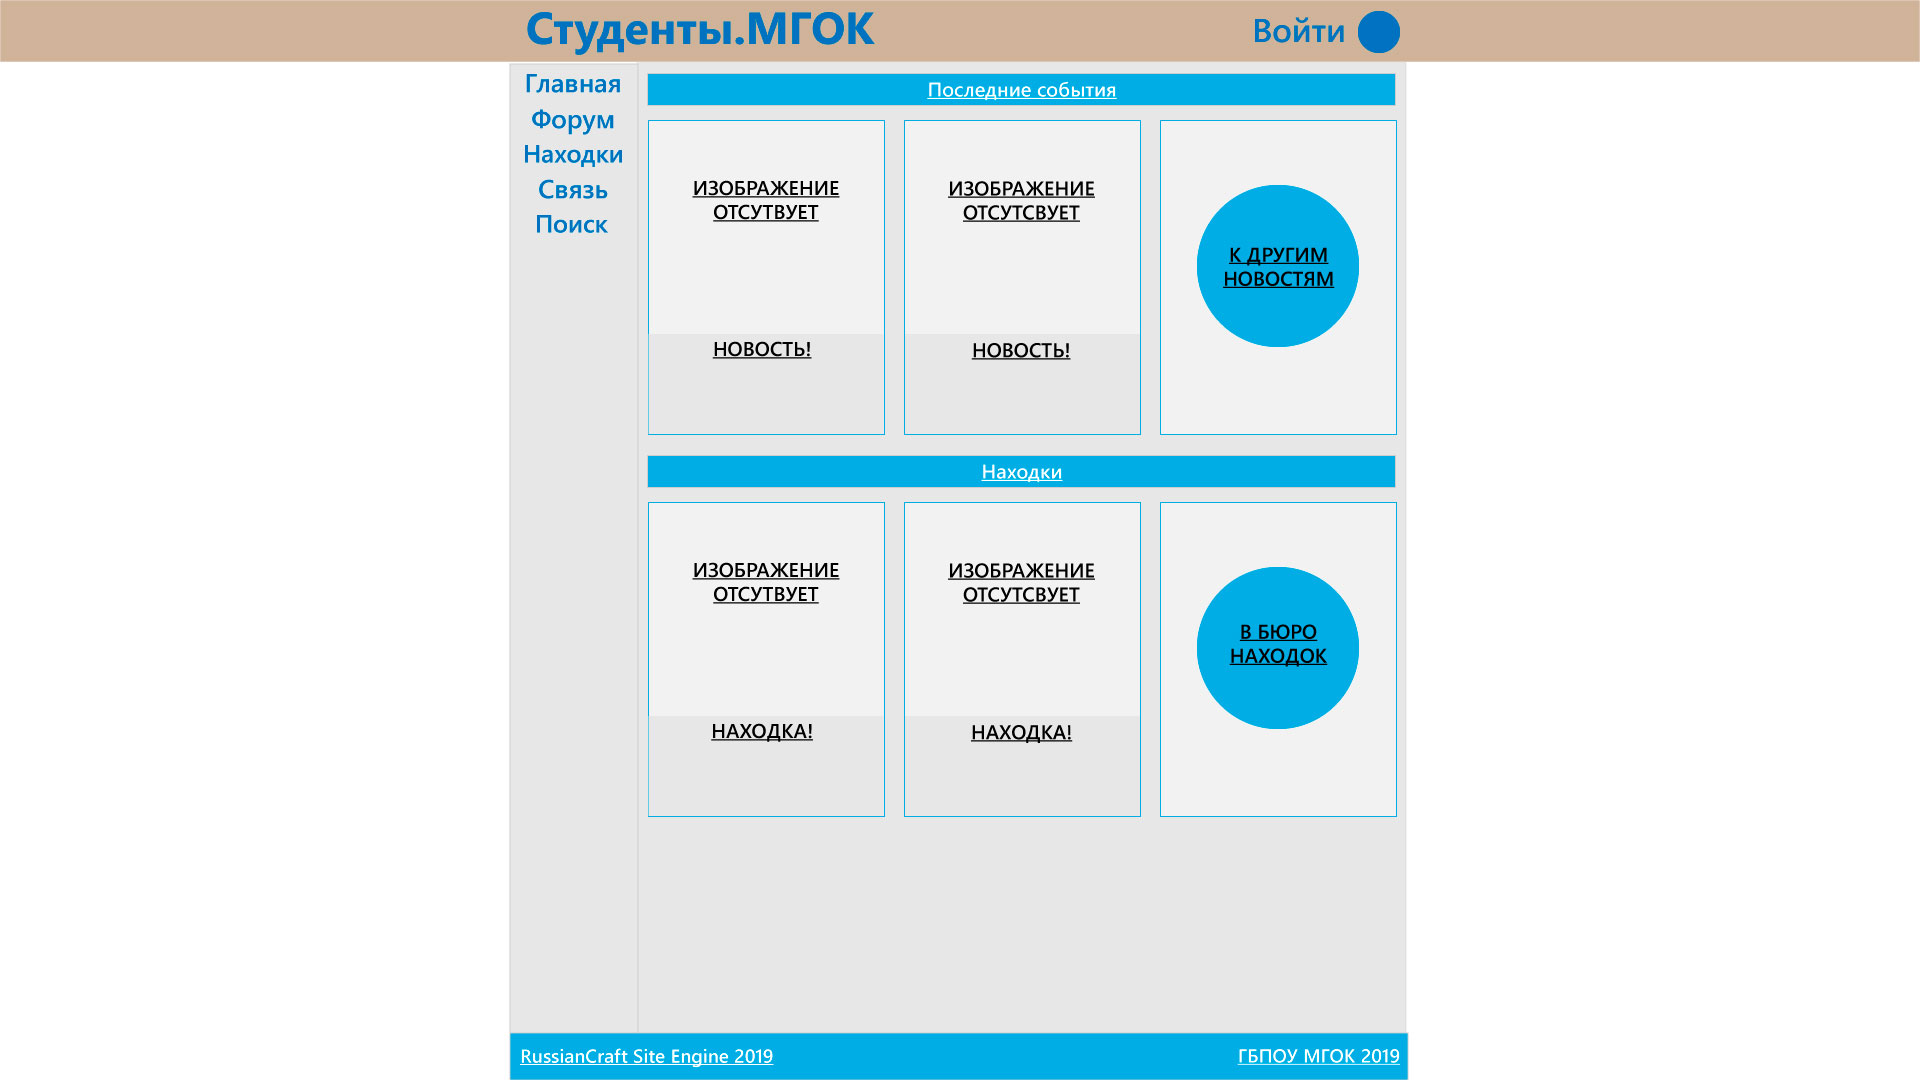 Студенты.МГОК
Войти
Главная
Форум
Находки
Связь
Поиск
Последние события
ИЗОБРАЖЕНИЕ
ОТСУТВУЕТ
НОВОСТЬ!
ИЗОБРАЖЕНИЕ
ОТСУТСВУЕТ
НОВОСТЬ!
К ДРУГИМ
НОВОСТЯМ
Находки
ИЗОБРАЖЕНИЕ
ОТСУТВУЕТ
НАХОДКА!
ИЗОБРАЖЕНИЕ
ОТСУТСВУЕТ
НАХОДКА!
В БЮРО
НАХОДОК
RussianCraft Site Engine 2019
ГБПОУ МГОК 2019